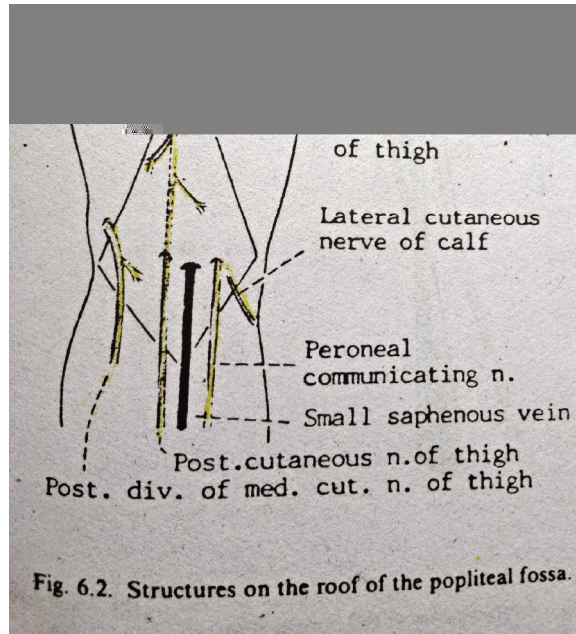 of thigh
Lateral cutaneous
nerve of calf
Peroneal
communicating n.
Small saphenous vein
Post.cutaneous n.of thigh
Post. div. of med. cut. n. of thigh
Fig. 6.2. Structures on the roof of the popliteal fossa.